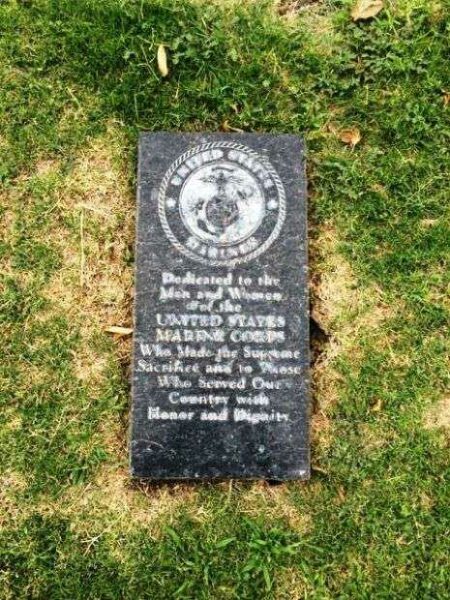 UNITED STATES
MARINES
Dedicated to the
Men and Women
of the
UNITED STATES
MARINE CORPS
Who Made the Supreme
Sacrifice and to Those
Who Served Our
Country with
Honor and Dignity